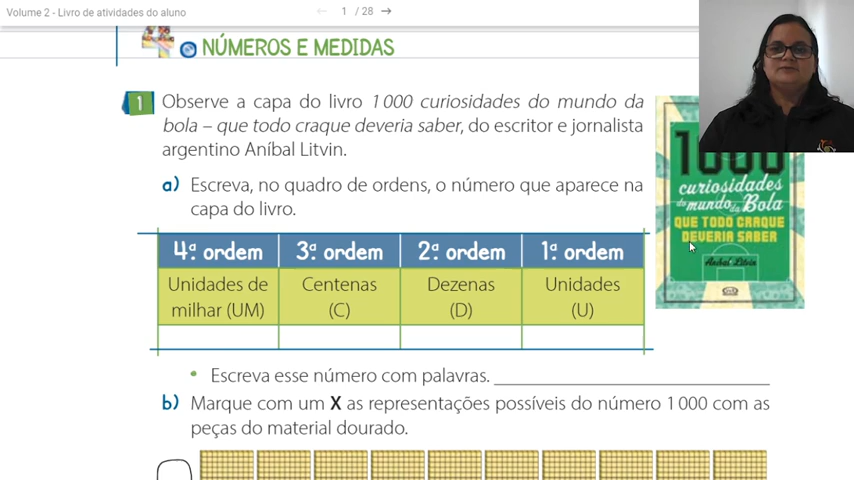 Volume 2 - Livro de atividades do aluno
← 1 / 28 →
4 NÚMEROS E MEDIDAS
1 Observe a capa do livro 1 000 curiosidades do mundo da
bola – que todo craque deveria saber, do escritor e jornalista
argentino Aníbal Litvin.
a) Escreva, no quadro de ordens, o número que aparece na
capa do livro.
4ª. ordem 3ª. ordem 2ª. ordem 1ª. ordem
Unidades de milhar (UM) Centenas (C) Dezenas (D) Unidades (U)
• Escreva esse número com palavras.
b) Marque com um X as representações possíveis do número 1 000 com as
peças do material dourado.
1000
curiosidades
do mundo da Bola
QUE TODO CRAQUE
DEVERIA SABER
Aníbal Litvin